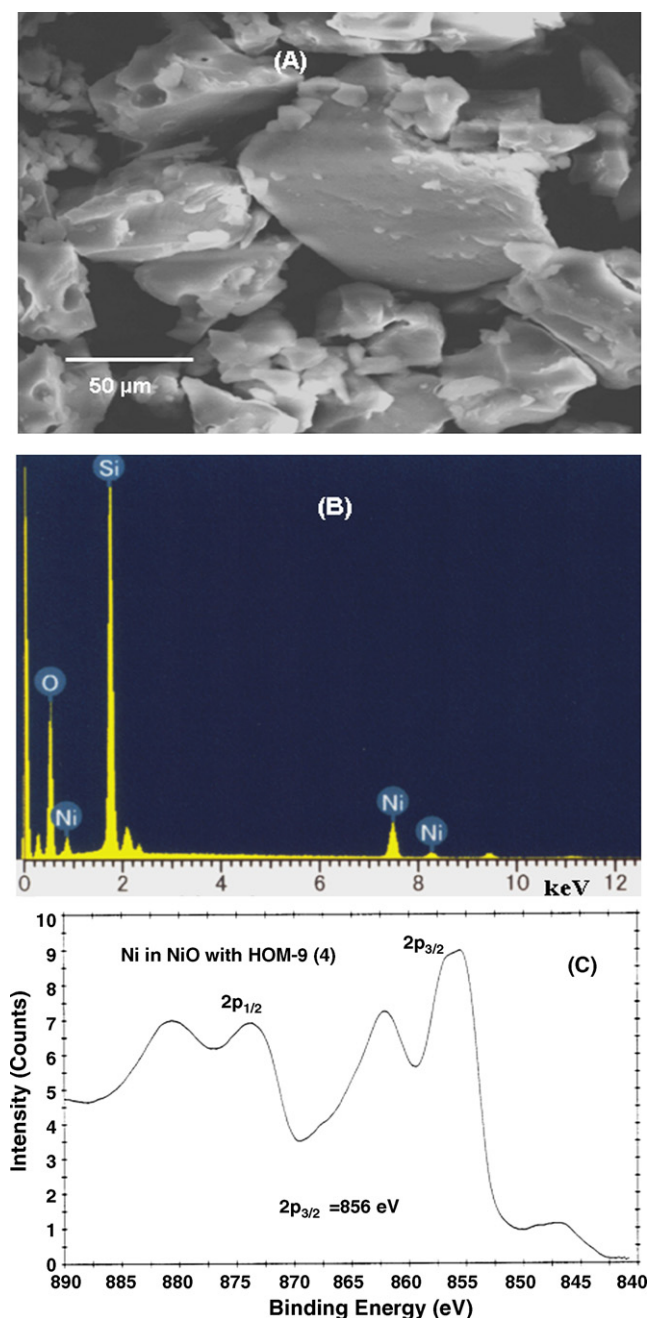 (A)
50 µm
Si
(B)
O
Ni
Ni
Ni
0 2 4 6 8 10 keV 12
10
9
8
7
6
5
4
3
2
1
0
Intensity (Counts)
Ni in NiO with HOM-9 (4)
2p3/2
(C)
2p1/2
2p3/2 =856 eV
890 885 880 875 870 865 860 855 850 845 840
Binding Energy (eV)